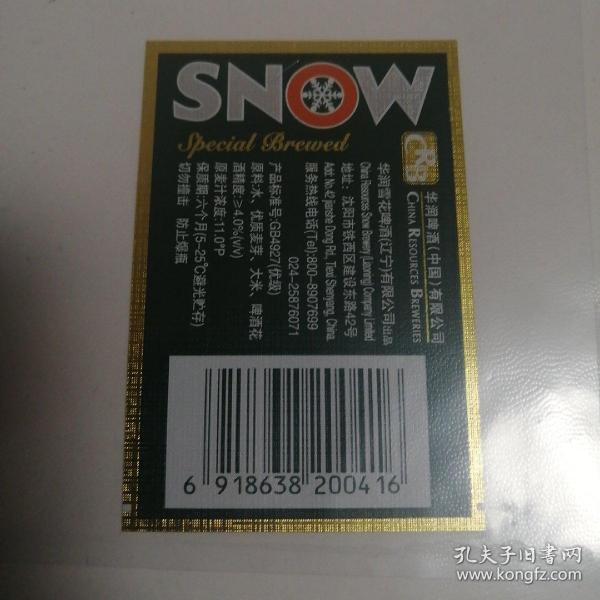 SNOW
Special Brewed
CRB
华润啤酒(中国)有限公司
CHINA RESOURCES BREWERIES
华润雪花啤酒(辽宁)有限公司出品
China Resources Snow Brewery (Liaoning) Company Limited
地址: 沈阳市铁西区建设东路42号
Add: No.42 jianshe Dong Rd., Tiexi Shenyang, China.
服务热线电话(Tel):800-8907699
024-25876071
产品标准号:GB4927(优级)
原料:水、优质麦芽、大米、啤酒花
酒精度:≥4.0%(v/v)
原麦汁浓度:11.0°P
保质期:六个月(5-25℃避光贮存)
切勿撞击 防止爆瓶
6 918638 200416
孔夫子旧书网
www.kongfz.com